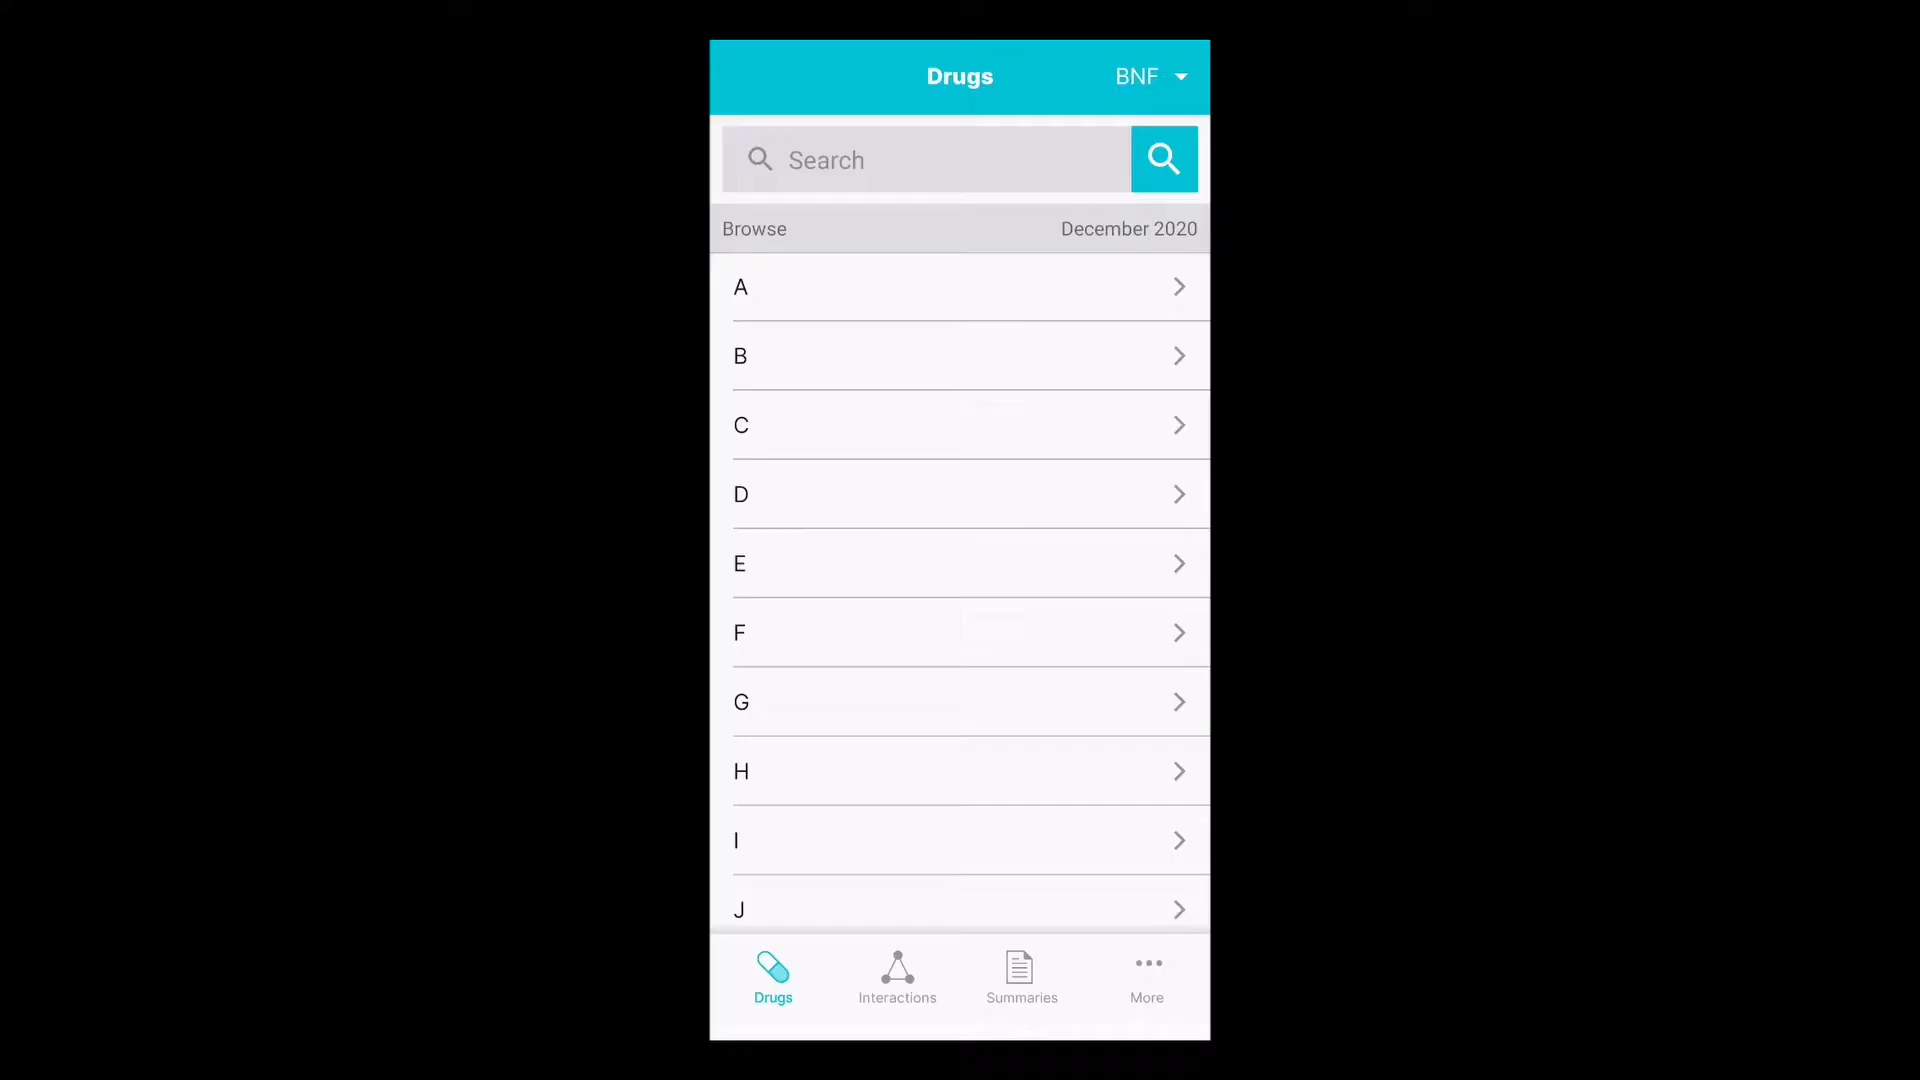 Drugs
BNF
Search
Browse
December 2020
A
B
C
D
E
F
G
H
I
J
Drugs
Interactions
Summaries
More